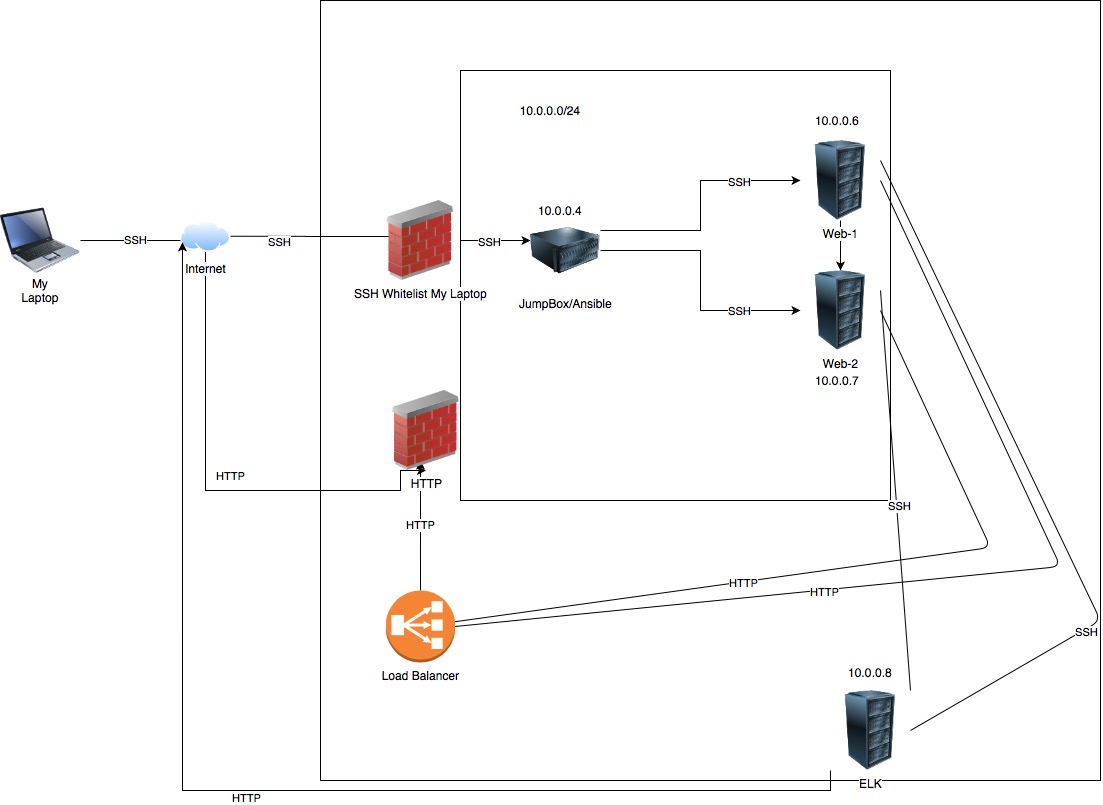 10.0.0.0/24
10.0.0.6
SSH
Web-1
10.0.0.4
SSH
SSH
SSH
Internet
My
Laptop
SSH Whitelist My Laptop
JumpBox/Ansible
SSH
Web-2
10.0.0.7
HTTP
HTTP
HTTP
SSH
HTTP
HTTP
SSH
Load Balancer
10.0.0.8
ELK
HTTP